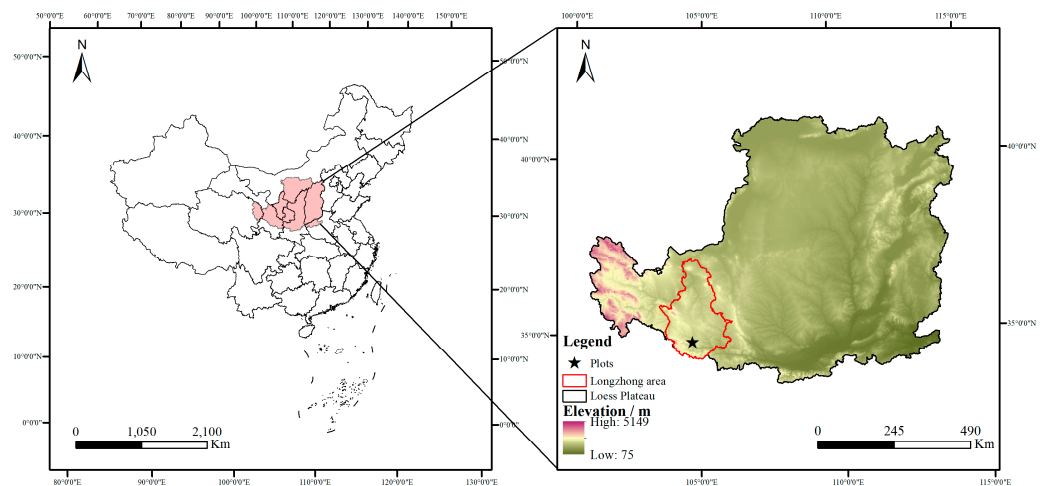 50°0'0"E 60°0'0"E 70°0'0"E 80°0'0"E 90°0'0"E 100°0'0"E 110°0'0"E 120°0'0"E 130°0'0"E 140°0'0"E 150°0'0"E
N
50°0'0"N
40°0'0"N
30°0'0"N
20°0'0"N
10°0'0"N
0°0'0"N
50°0'0"N
40°0'0"N
30°0'0"N
20°0'0"N
10°0'0"N
0°0'0"N
0 1,050 2,100
Km
80°0'0"E 90°0'0"E 100°0'0"E 110°0'0"E 120°0'0"E 130°0'0"E
100°0'0"E 105°0'0"E 110°0'0"E 115°0'0"E
N
40°0'0"N
35°0'0"N
40°0'0"N
35°0'0"N
Legend
Plots
Longzhong area
Loess Plateau
Elevation / m
High: 5149
Low: 75
0 245 490
Km
105°0'0"E 110°0'0"E 115°0'0"E